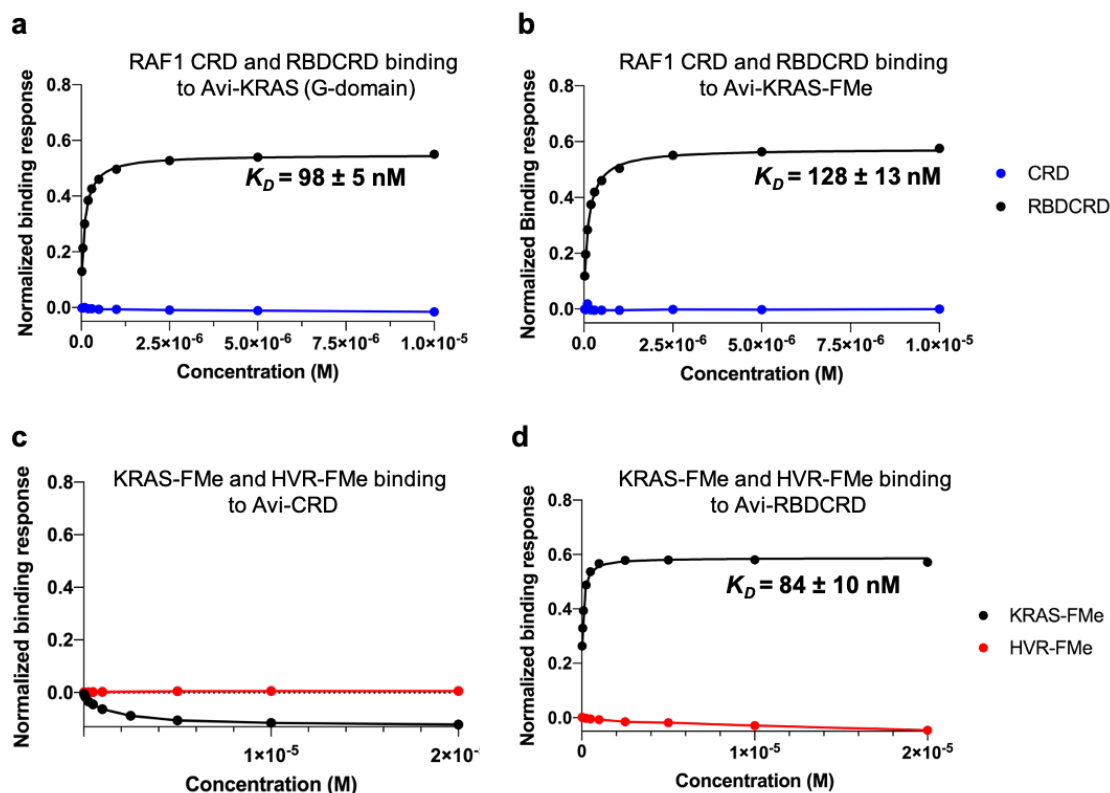 a
RAF1 CRD and RBDCRD binding
to Avi-KRAS (G-domain)
Normalized binding response
0.8
0.6
0.4
0.2
0.0
K_D = 98 ± 5 nM
0.0
2.5×10⁻⁶
5.0×10⁻⁶
7.5×10⁻⁶
1.0×10⁻⁵
Concentration (M)
b
RAF1 CRD and RBDCRD binding
to Avi-KRAS-FMe
Normalized Binding response
0.8
0.6
0.4
0.2
0.0
K_D = 128 ± 13 nM
0.0
2.5×10⁻⁶
5.0×10⁻⁶
7.5×10⁻⁶
1.0×10⁻⁵
Concentration (M)
CRD
RBDCRD
c
KRAS-FMe and HVR-FMe binding
to Avi-CRD
Normalized binding response
0.8
0.6
0.4
0.2
0.0
1×10⁻⁵
2×10⁻
Concentration (M)
d
KRAS-FMe and HVR-FMe binding
to Avi-RBDCRD
Normalized binding response
0.8
0.6
0.4
0.2
0.0
K_D = 84 ± 10 nM
0
1×10⁻⁵
2×10⁻⁵
Concentration (M)
KRAS-FMe
HVR-FMe